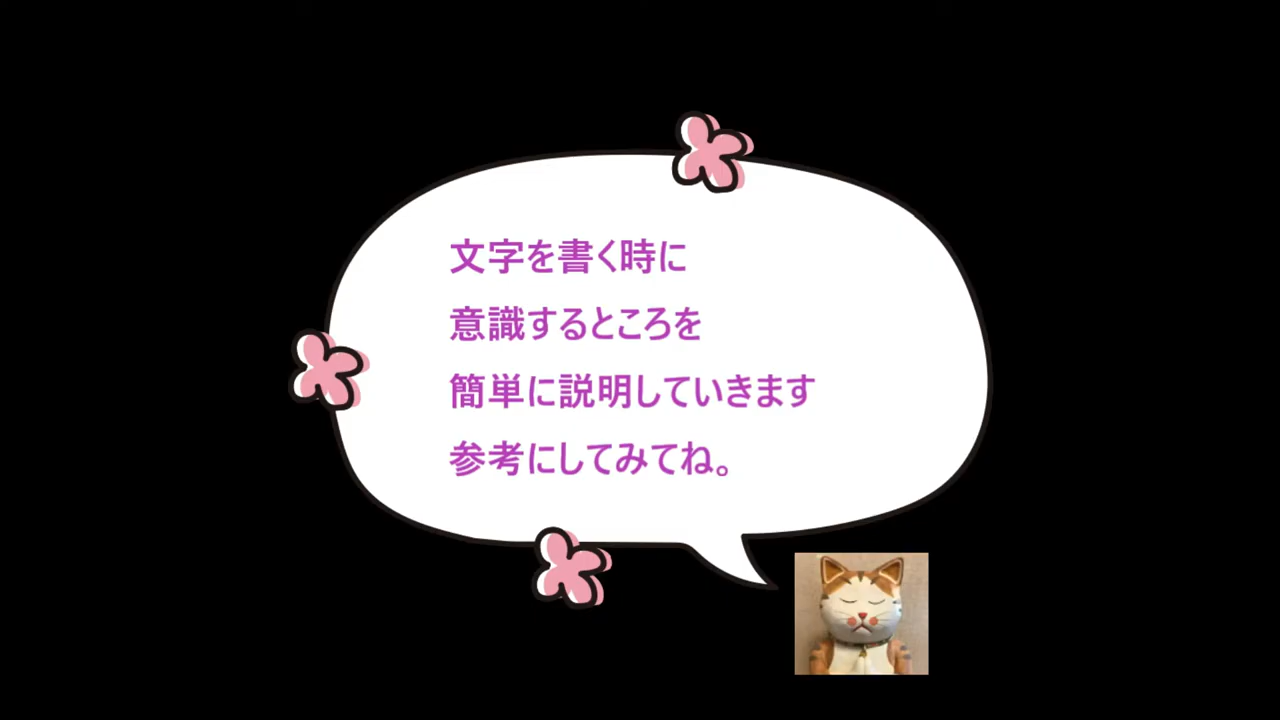 文字を書く時に
意識するところを
簡単に説明していきます
参考にしてみてね。